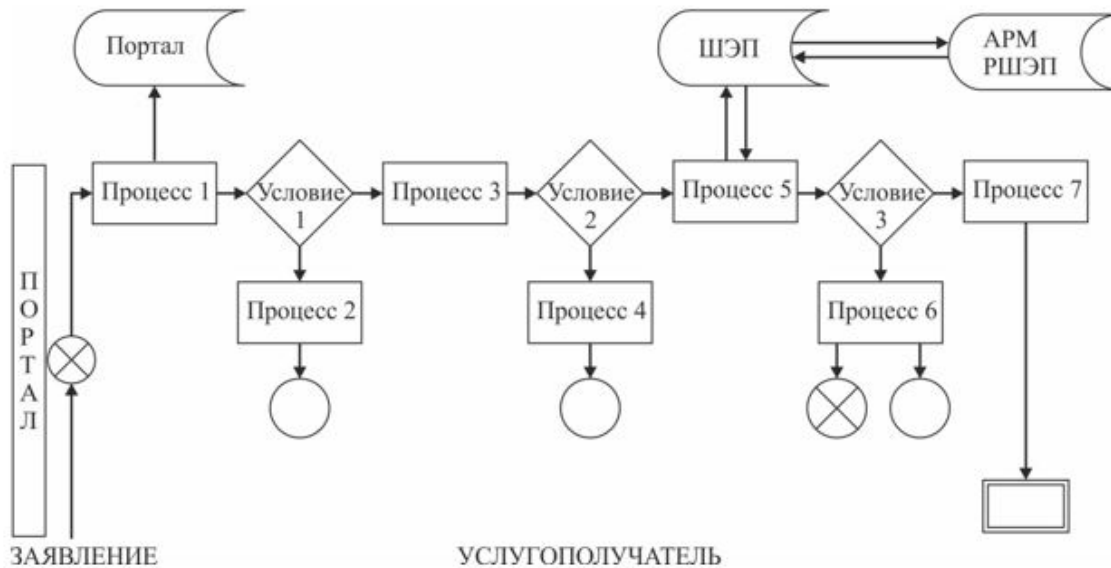 Портал
ШЭП
АРМ
РШЭП
Процесс 1
Условие
1
Процесс 3
Условие
2
Процесс 5
Условие
3
Процесс 7
ПОРТАЛ
Процесс 2
Процесс 4
Процесс 6
ЗАЯВЛЕНИЕ
УСЛУГОПОЛУЧАТЕЛЬ